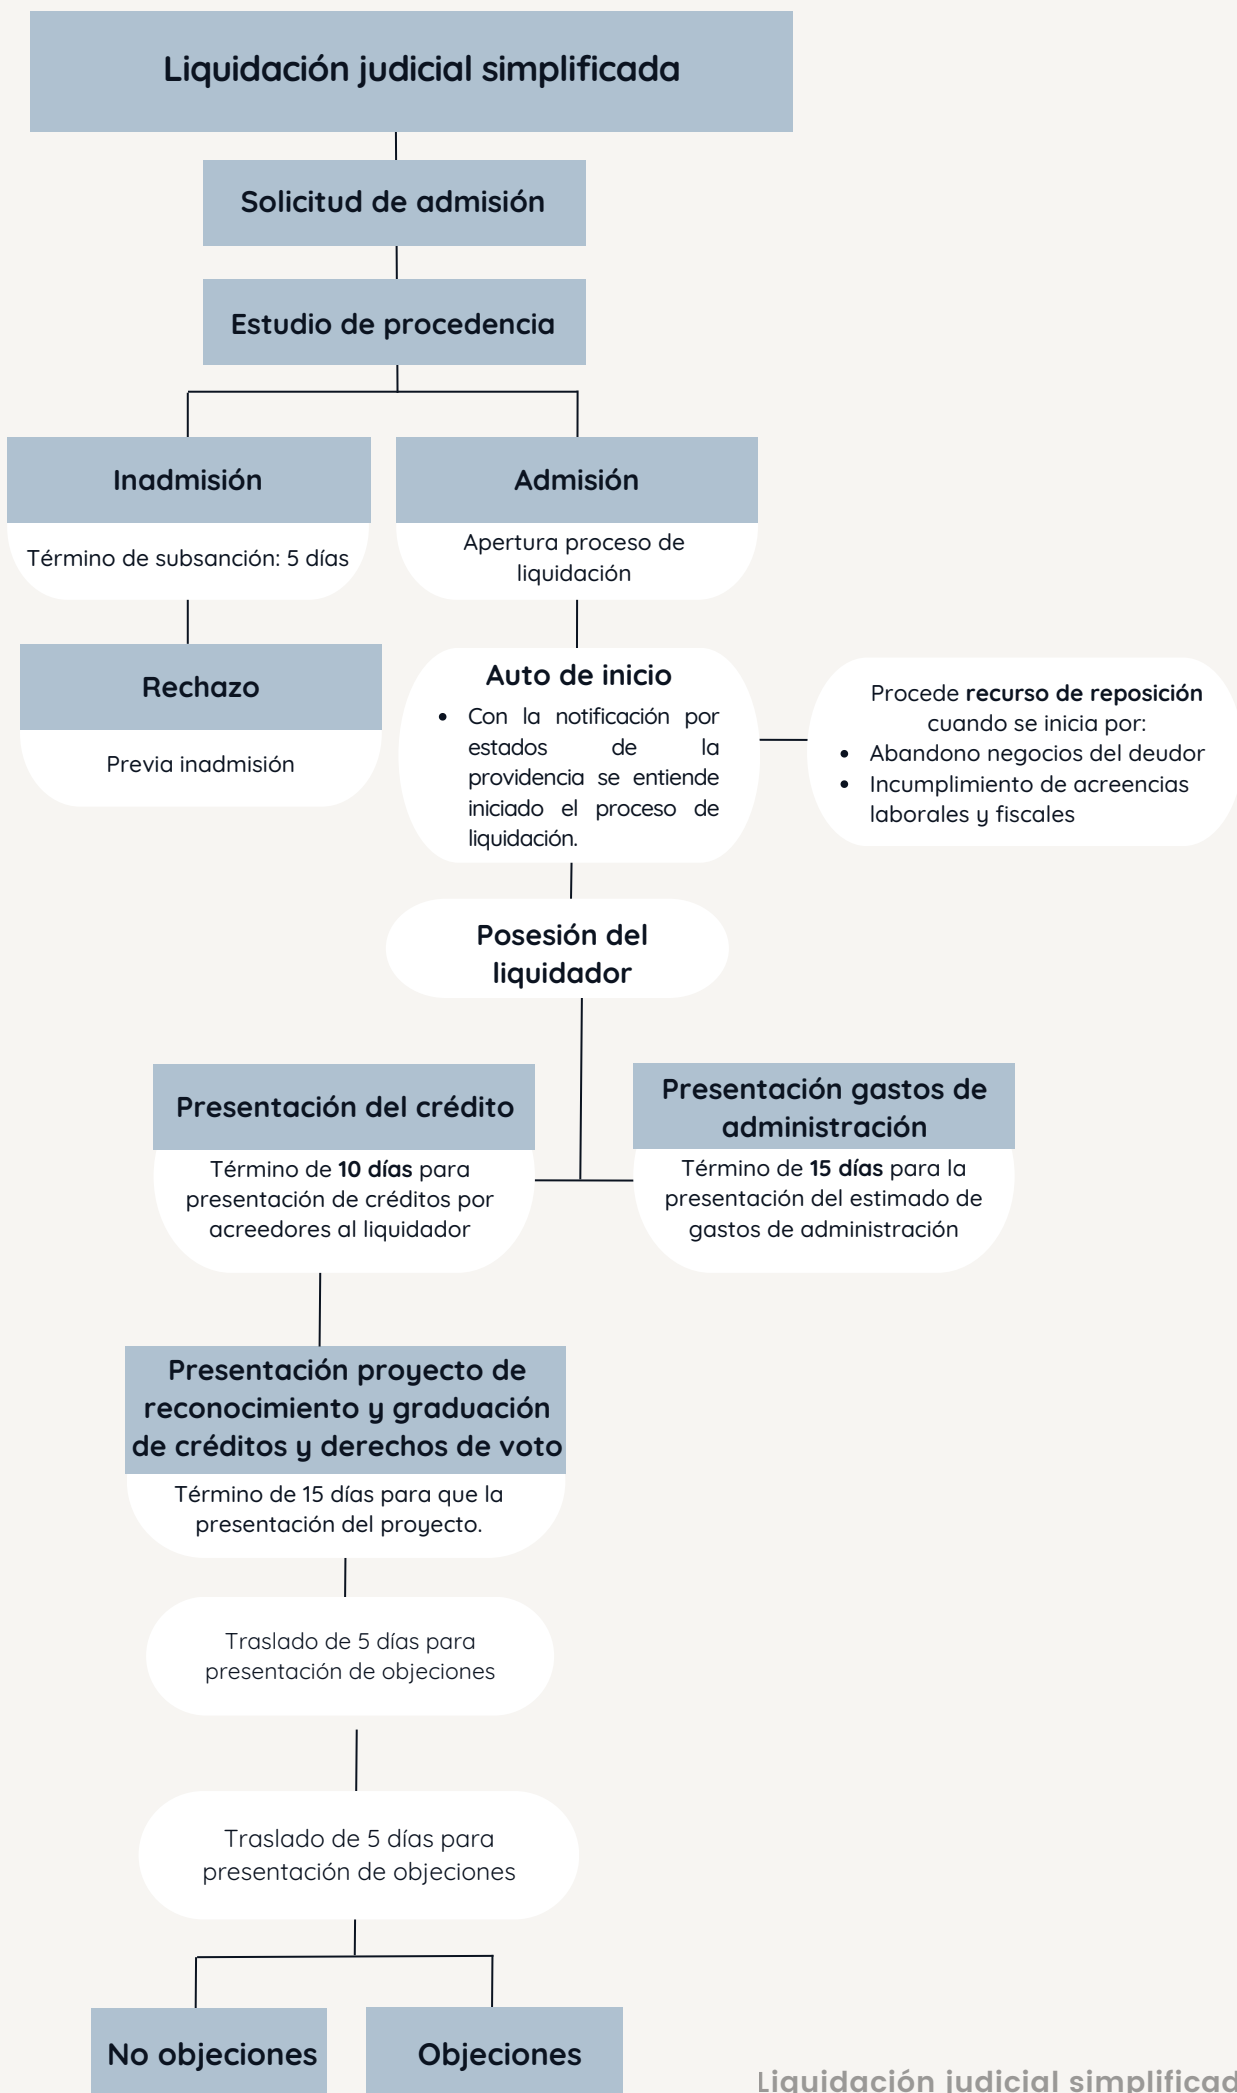 Liquidación judicial simplificada
Solicitud de admisión
Estudio de procedencia
Inadmisión
Término de subsanción: 5 días
Admisión
Apertura proceso de
liquidación
Rechazo
Previa inadmisión
Auto de inicio
• Con la notificación por
estados de la
providencia se entiende
iniciado el proceso de
liquidación.
Procede recurso de reposición
cuando se inicia por:
• Abandono negocios del deudor
• Incumplimiento de acreencias
laborales y fiscales
Posesión del
liquidador
Presentación del crédito
Término de 10 días para
presentación de créditos por
acreedores al liquidador
Presentación gastos de
administración
Término de 15 días para la
presentación del estimado de
gastos de administración
Presentación proyecto de
reconocimiento y graduación
de créditos y derechos de voto
Término de 15 días para que la
presentación del proyecto.
Traslado de 5 días para
presentación de objeciones
Traslado de 5 días para
presentación de objeciones
No objeciones
Objeciones
Liquidación judicial simplificad